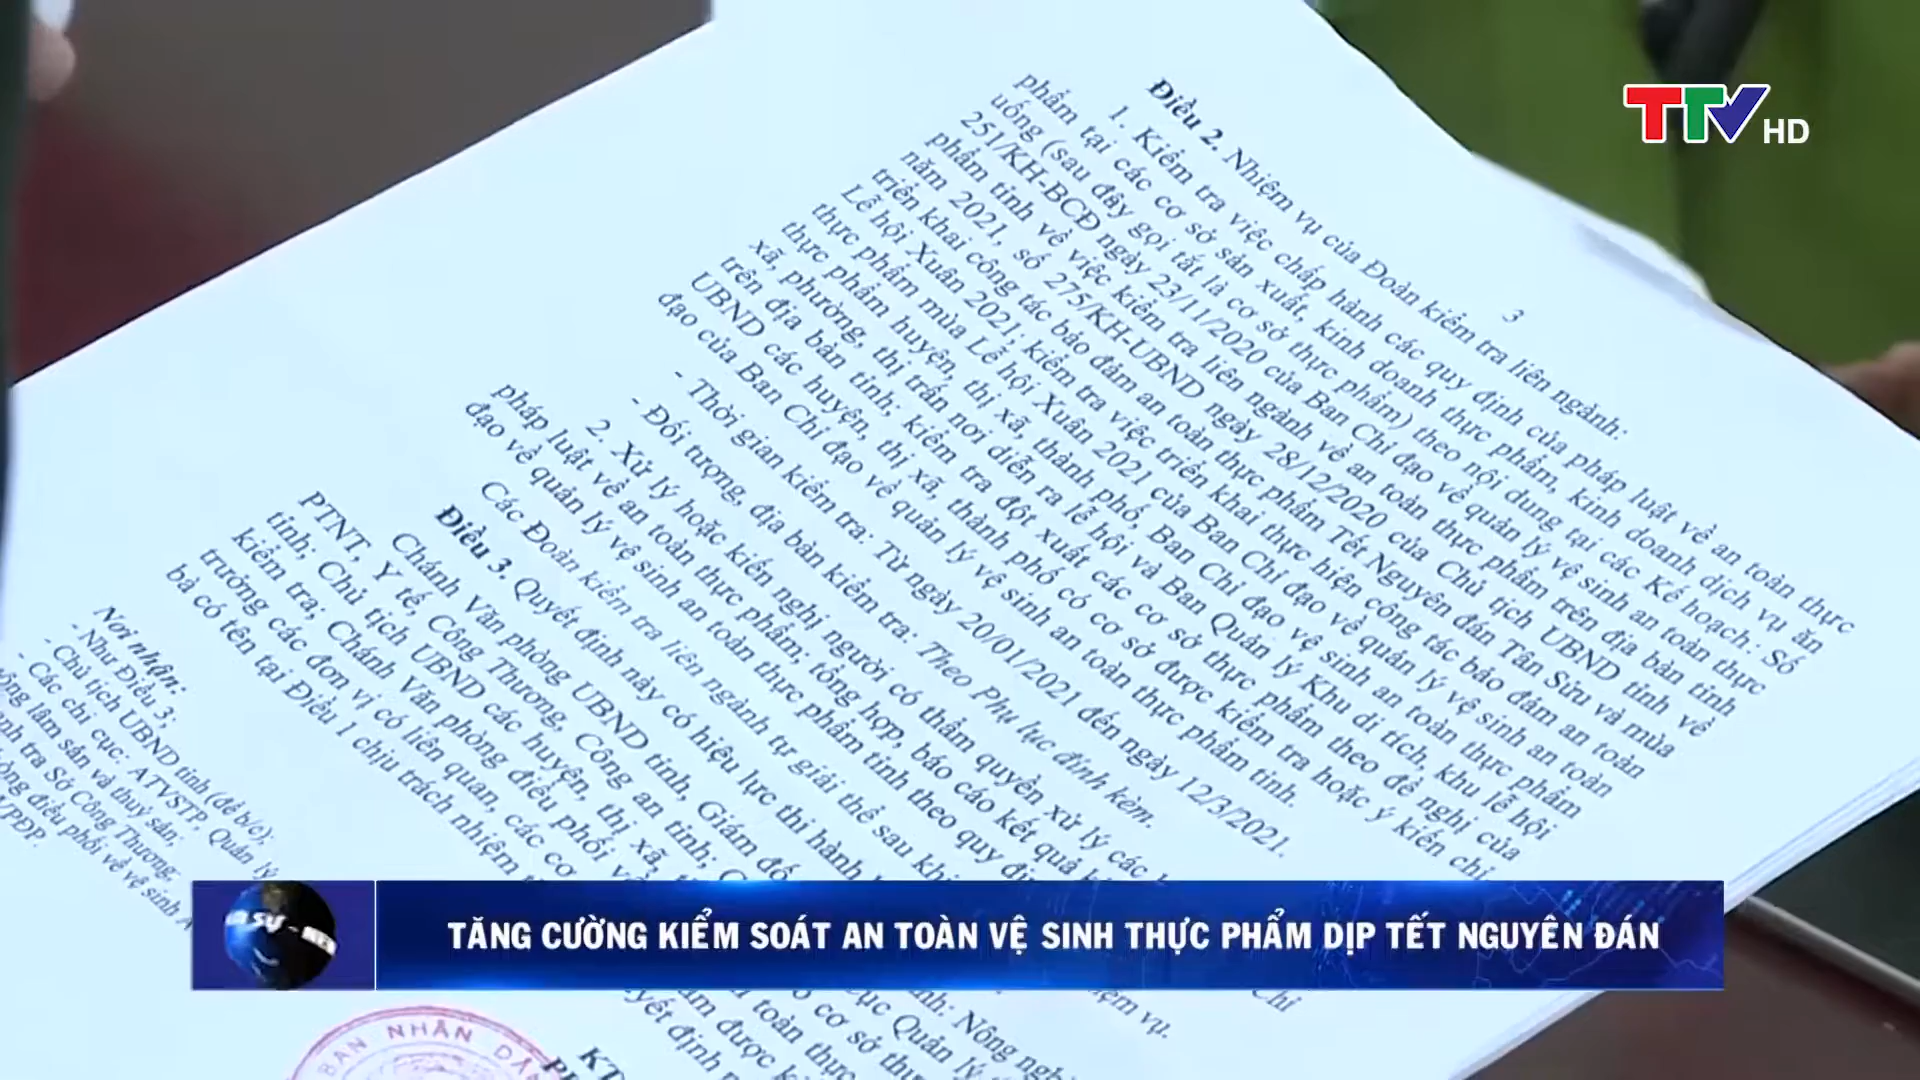 TTV HD
3
Điều 2. Nhiệm vụ của Đoàn kiểm tra liên ngành:
1. Kiểm tra việc chấp hành các quy định của pháp luật về an toàn thực
phẩm tại các cơ sở sản xuất, kinh doanh thực phẩm, kinh doanh dịch vụ ăn
uống (sau đây gọi tắt là cơ sở thực phẩm) theo nội dung tại các Kế hoạch: Số
251/KH-BCĐ ngày 23/11/2020 của Ban Chỉ đạo về quản lý vệ sinh an toàn thực
phẩm tỉnh về việc kiểm tra liên ngành về an toàn thực phẩm trên địa bàn tỉnh
năm 2021, số 275/KH-UBND ngày 28/12/2020 của Chủ tịch UBND tỉnh về
triển khai công tác bảo đảm an toàn thực phẩm Tết Nguyên đán Tân Sửu và mùa
Lễ hội Xuân 2021; kiểm tra việc triển khai thực hiện công tác bảo đảm an toàn
thực phẩm mùa Lễ hội Xuân 2021 của Ban Chỉ đạo về quản lý vệ sinh an toàn
thực phẩm huyện, thị xã, thành phố, Ban Chỉ đạo vệ sinh an toàn thực phẩm
xã, phường, thị trấn nơi diễn ra lễ hội và Ban Quản lý Khu di tích, khu lễ hội
trên địa bàn tỉnh; kiểm tra đột xuất các cơ sở thực phẩm theo đề nghị của
UBND các huyện, thị xã, thành phố có cơ sở được kiểm tra hoặc ý kiến chỉ
đạo của Ban Chỉ đạo về quản lý vệ sinh an toàn thực phẩm tỉnh.
- Thời gian kiểm tra: Từ ngày 20/01/2021 đến ngày 12/3/2021.
- Đối tượng, địa bàn kiểm tra: Theo Phụ lục đính kèm.
2. Xử lý hoặc kiến nghị người có thẩm quyền xử lý các
pháp luật về an toàn thực phẩm; tổng hợp, báo cáo kết quả
đạo về quản lý vệ sinh an toàn thực phẩm tỉnh theo quy
Các Đoàn kiểm tra liên ngành tự giải thể sau khi
Điều 3. Quyết định này có hiệu lực thi hành
Chánh Văn phòng UBND tỉnh, Giám đố
PTNT, Y tế, Công Thương, Công an tỉnh;
tỉnh; Chủ tịch UBND các huyện, thị xã,
kiểm tra; Chánh Văn phòng điều phối
trưởng các đơn vị có liên quan, các cơ
bà có tên tại Điều 1 chịu trách nhiệm
Nơi nhận:
- Như Điều 3;
- Chủ tịch UBND tỉnh (để b/c);
- Các chi cục: ATVSTP, Quản lý
lâm sản và thuỷ sản,
tra Sở Công Thương;
điều phối về vệ sinh
BAN NHÂN DÂN
KT
TĂNG CƯỜNG KIỂM SOÁT AN TOÀN VỆ SINH THỰC PHẨM DỊP TẾT NGUYÊN ĐÁN